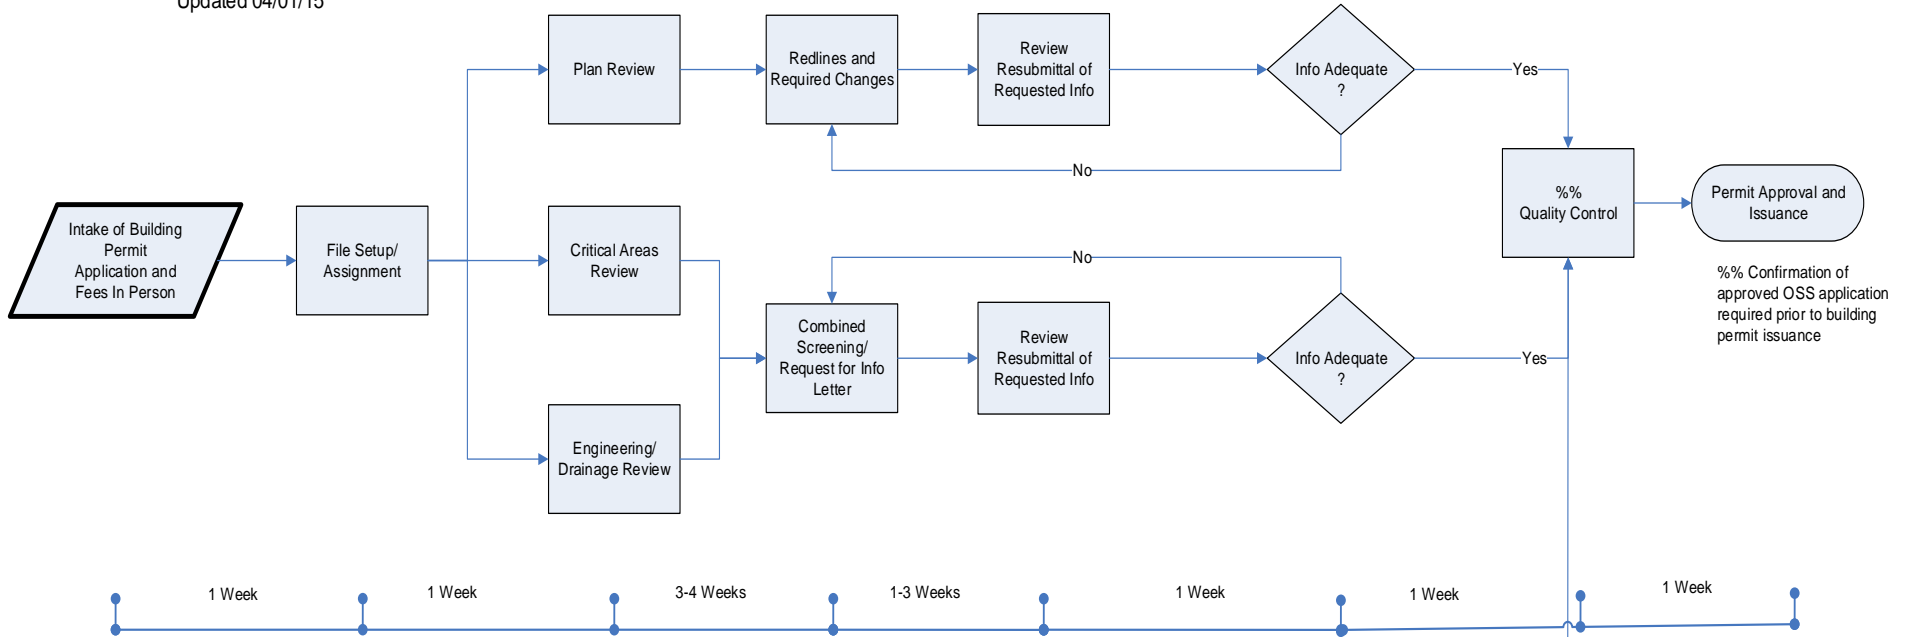 Updated 04/01/15
Plan Review
Redlines and
Required Changes
Review
Resubmittal of
Requested Info
Info Adequate
?
Yes
No
Intake of Building
Permit
Application and
Fees In Person
File Setup/
Assignment
Critical Areas
Review
Engineering/
Drainage Review
Combined
Screening/
Request for Info
Letter
Review
Resubmittal of
Requested Info
Info Adequate
?
No
Yes
%%
Quality Control
Permit Approval and
Issuance
%% Confirmation of
approved OSS application
required prior to building
permit issuance
1 Week
1 Week
3-4 Weeks
1-3 Weeks
1 Week
1 Week
1 Week